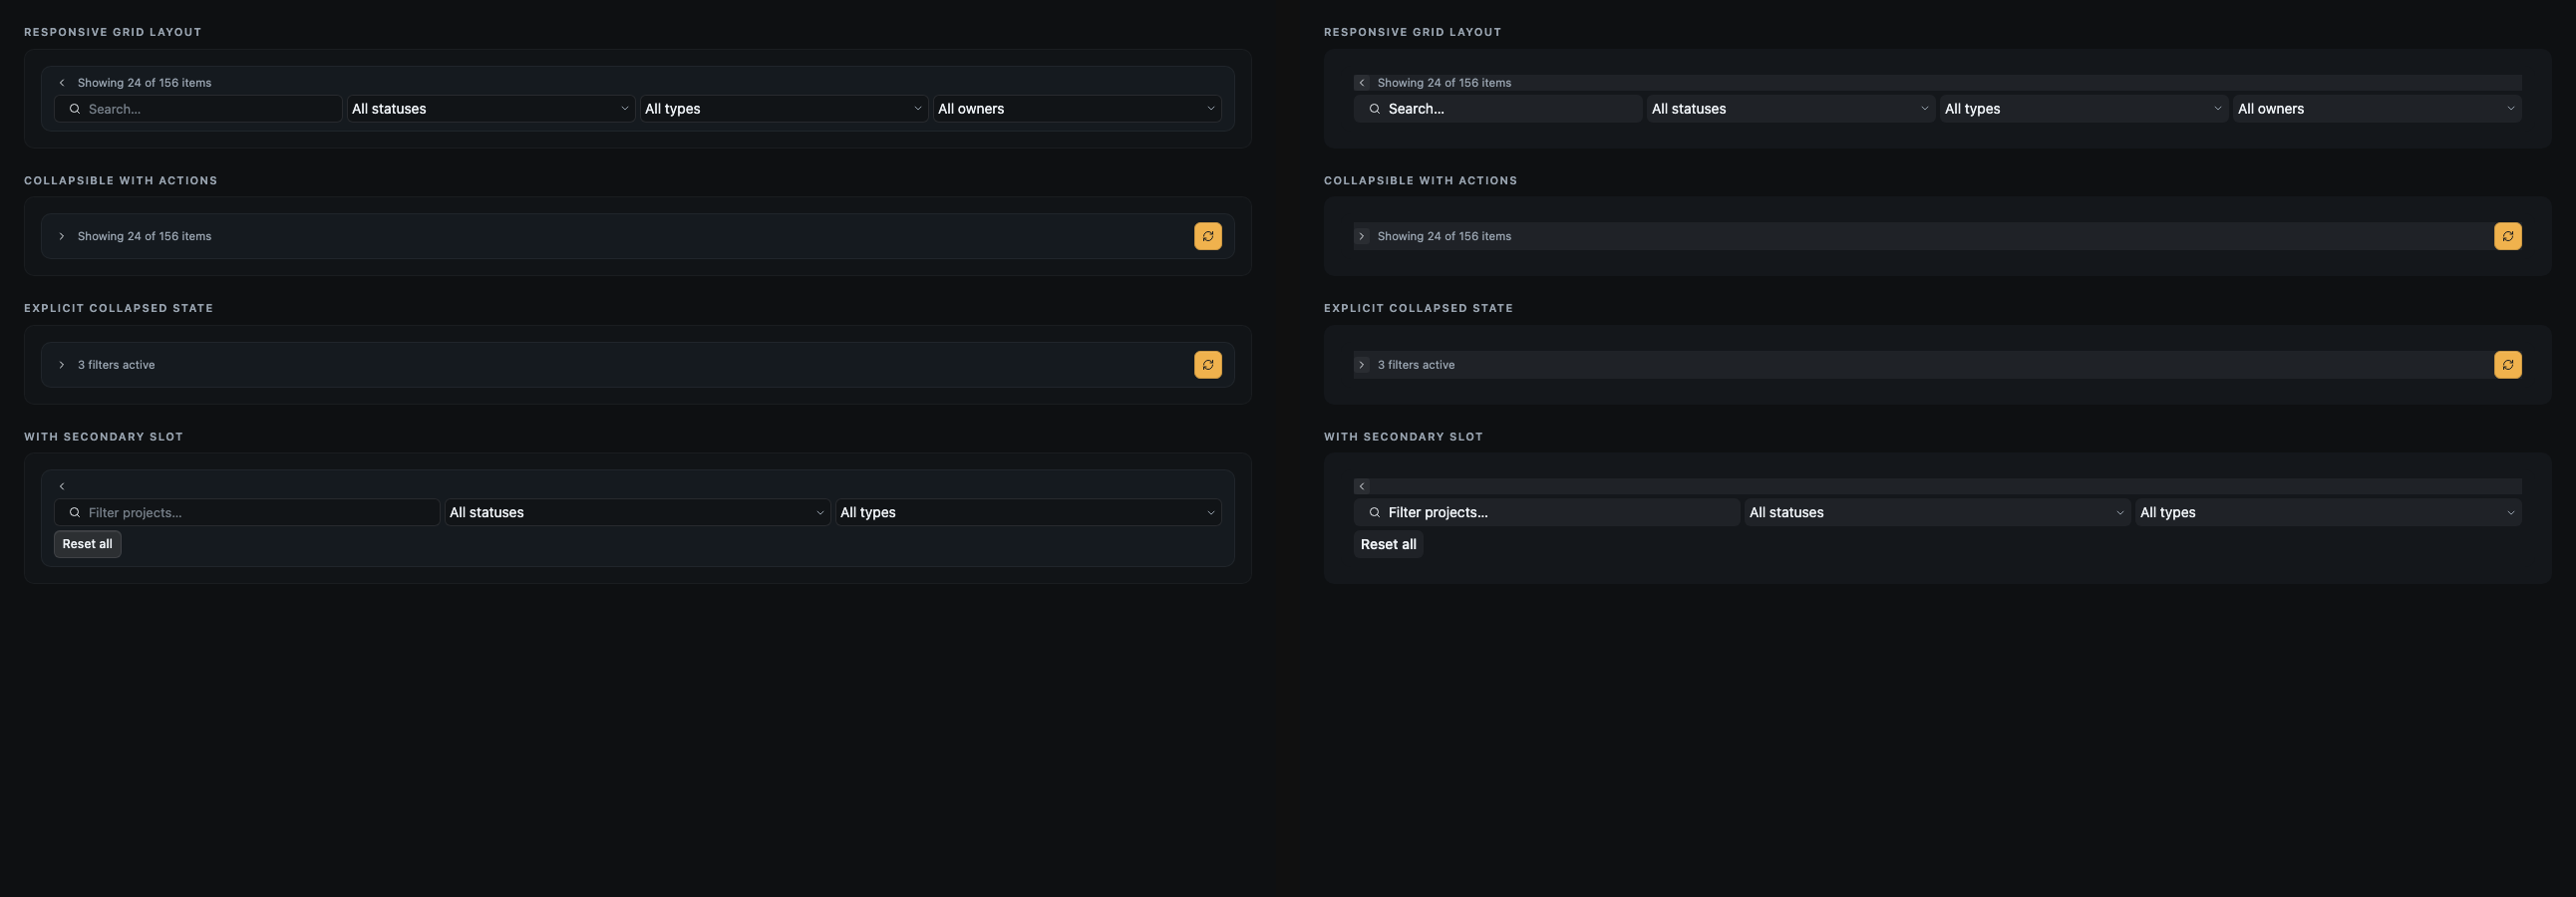 RESPONSIVE GRID LAYOUT
Showing 24 of 156 items
Search...
All statuses
All types
All owners
COLLAPSIBLE WITH ACTIONS
Showing 24 of 156 items
EXPLICIT COLLAPSED STATE
3 filters active
WITH SECONDARY SLOT
Filter projects...
All statuses
All types
Reset all
RESPONSIVE GRID LAYOUT
Showing 24 of 156 items
Search...
All statuses
All types
All owners
COLLAPSIBLE WITH ACTIONS
Showing 24 of 156 items
EXPLICIT COLLAPSED STATE
3 filters active
WITH SECONDARY SLOT
Filter projects...
All statuses
All types
Reset all